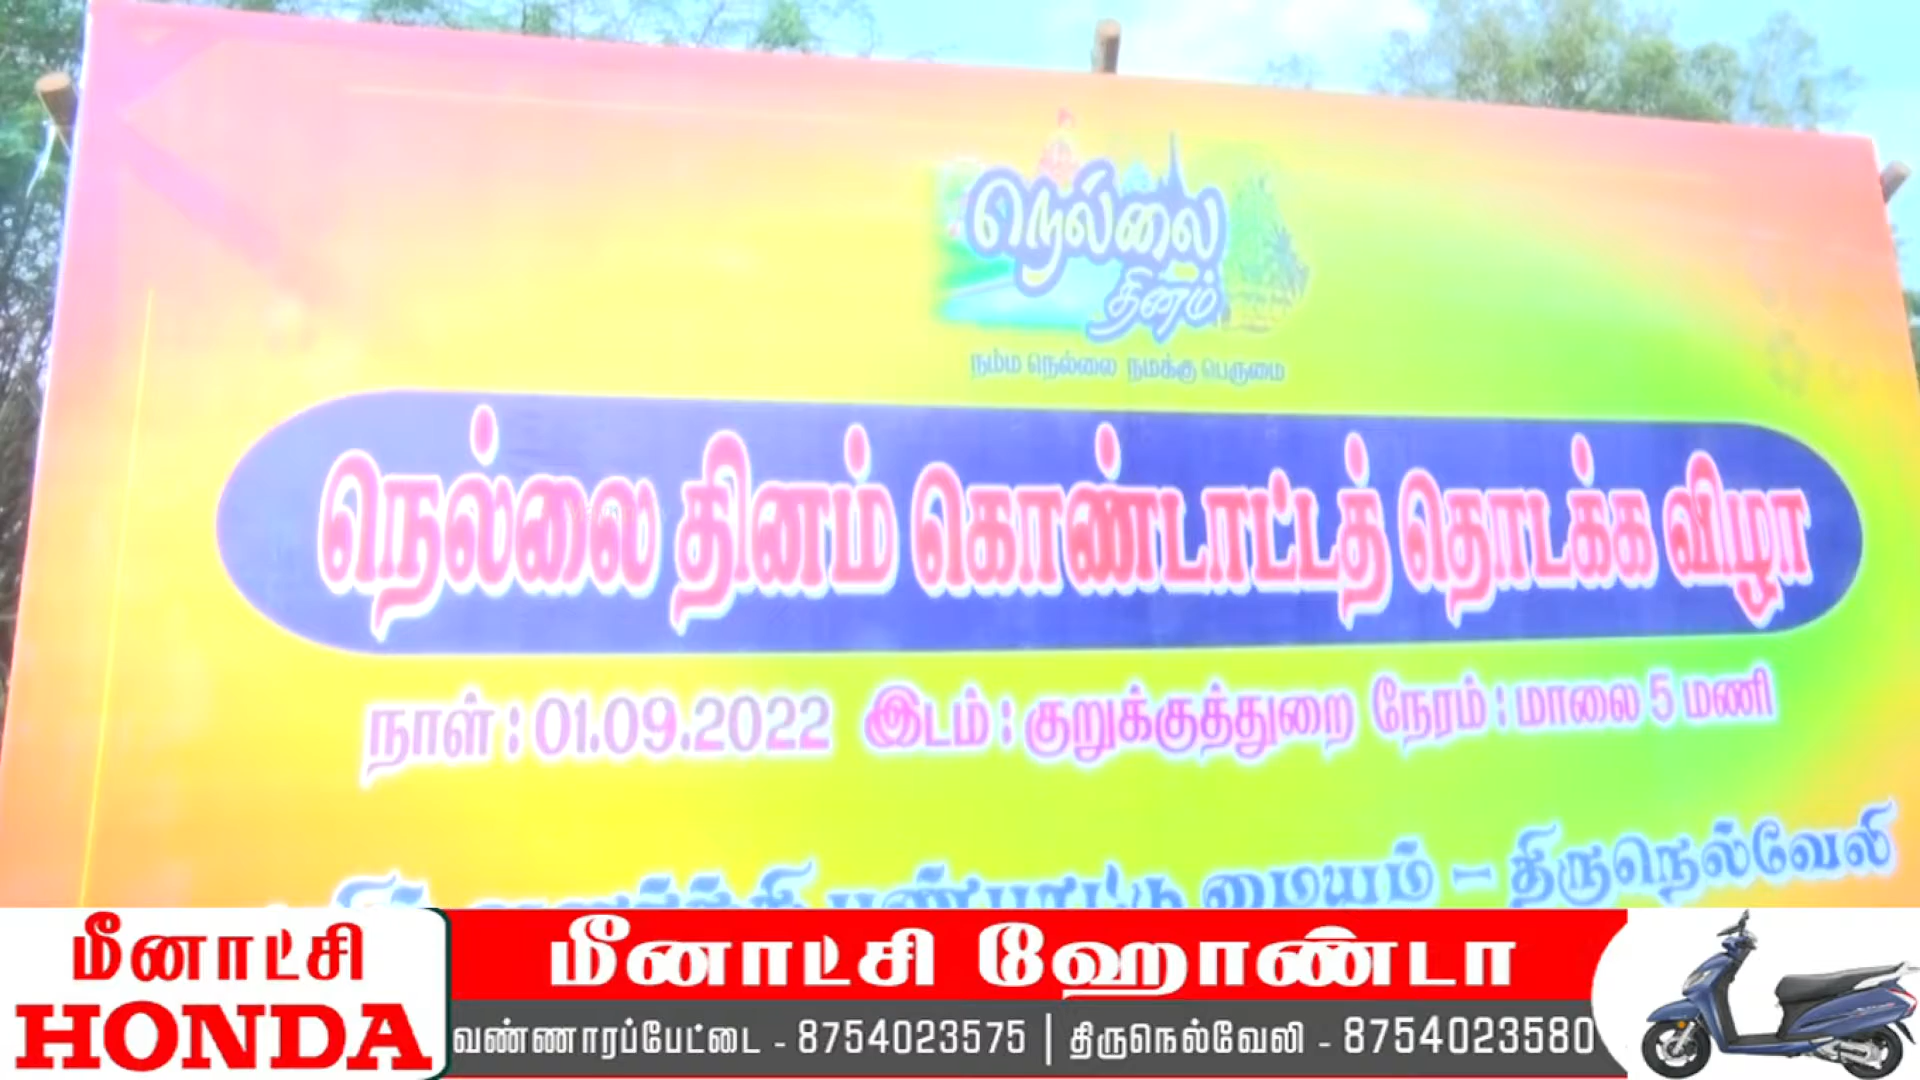 நெல்லை
தினம்
நம்ம நெல்லை நமக்கு பெருமை
நெல்லை தினம் கொண்டாட்டத் தொடக்க விழா
நாள் : 01.09.2022 இடம் : குறுக்குத்துறை நேரம் : மாலை 5 மணி
பண்பாட்டு மையம் – திருநெல்வேலி
மீனாட்சி
HONDA
மீனாட்சி ஹோண்டா
வண்ணாரப்பேட்டை - 8754023575 | திருநெல்வேலி - 8754023580